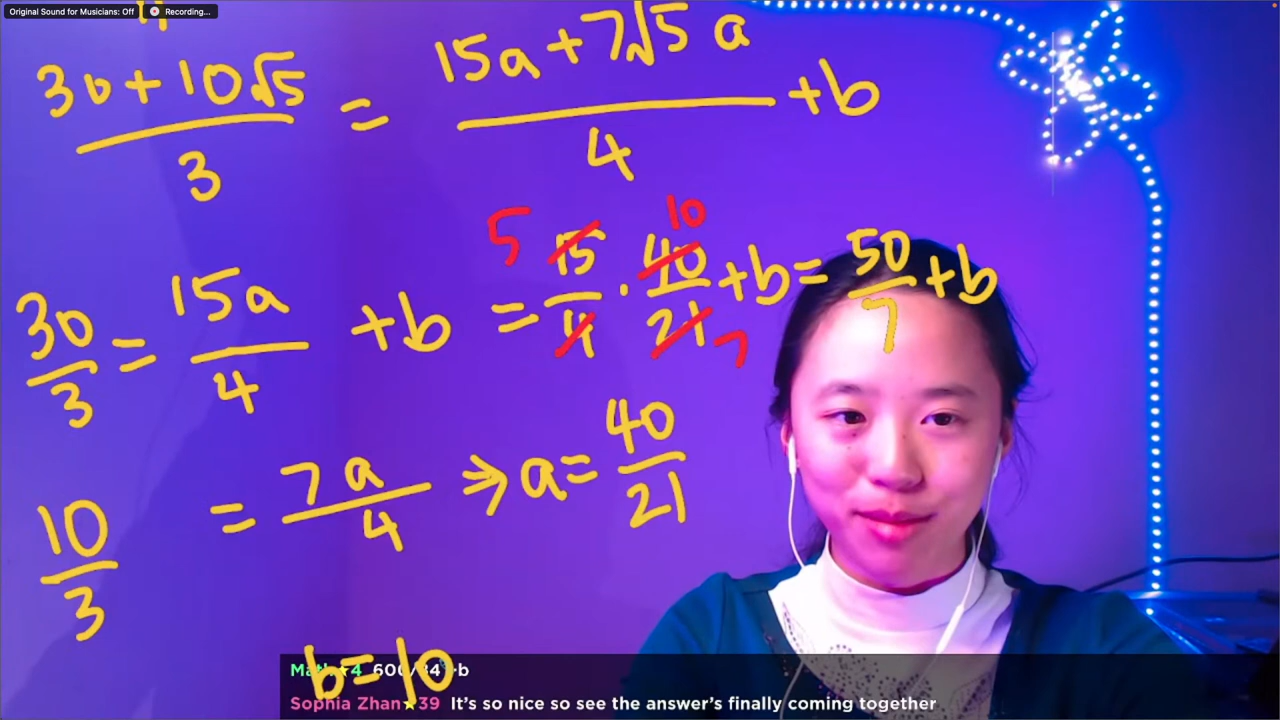 Original Sound for Musicians: Off Recording...
(30+10√5)/3 = (15a+7√5a)/4 +b
30/3 = 15a/4 +b = 5 15/4 · 10 40/21 7 +b= 50/7 +b
10/3 = 7a/4 ⇒ a= 40/21
b=10
Sophia Zhan★39 It's so nice so see the answer's finally coming together